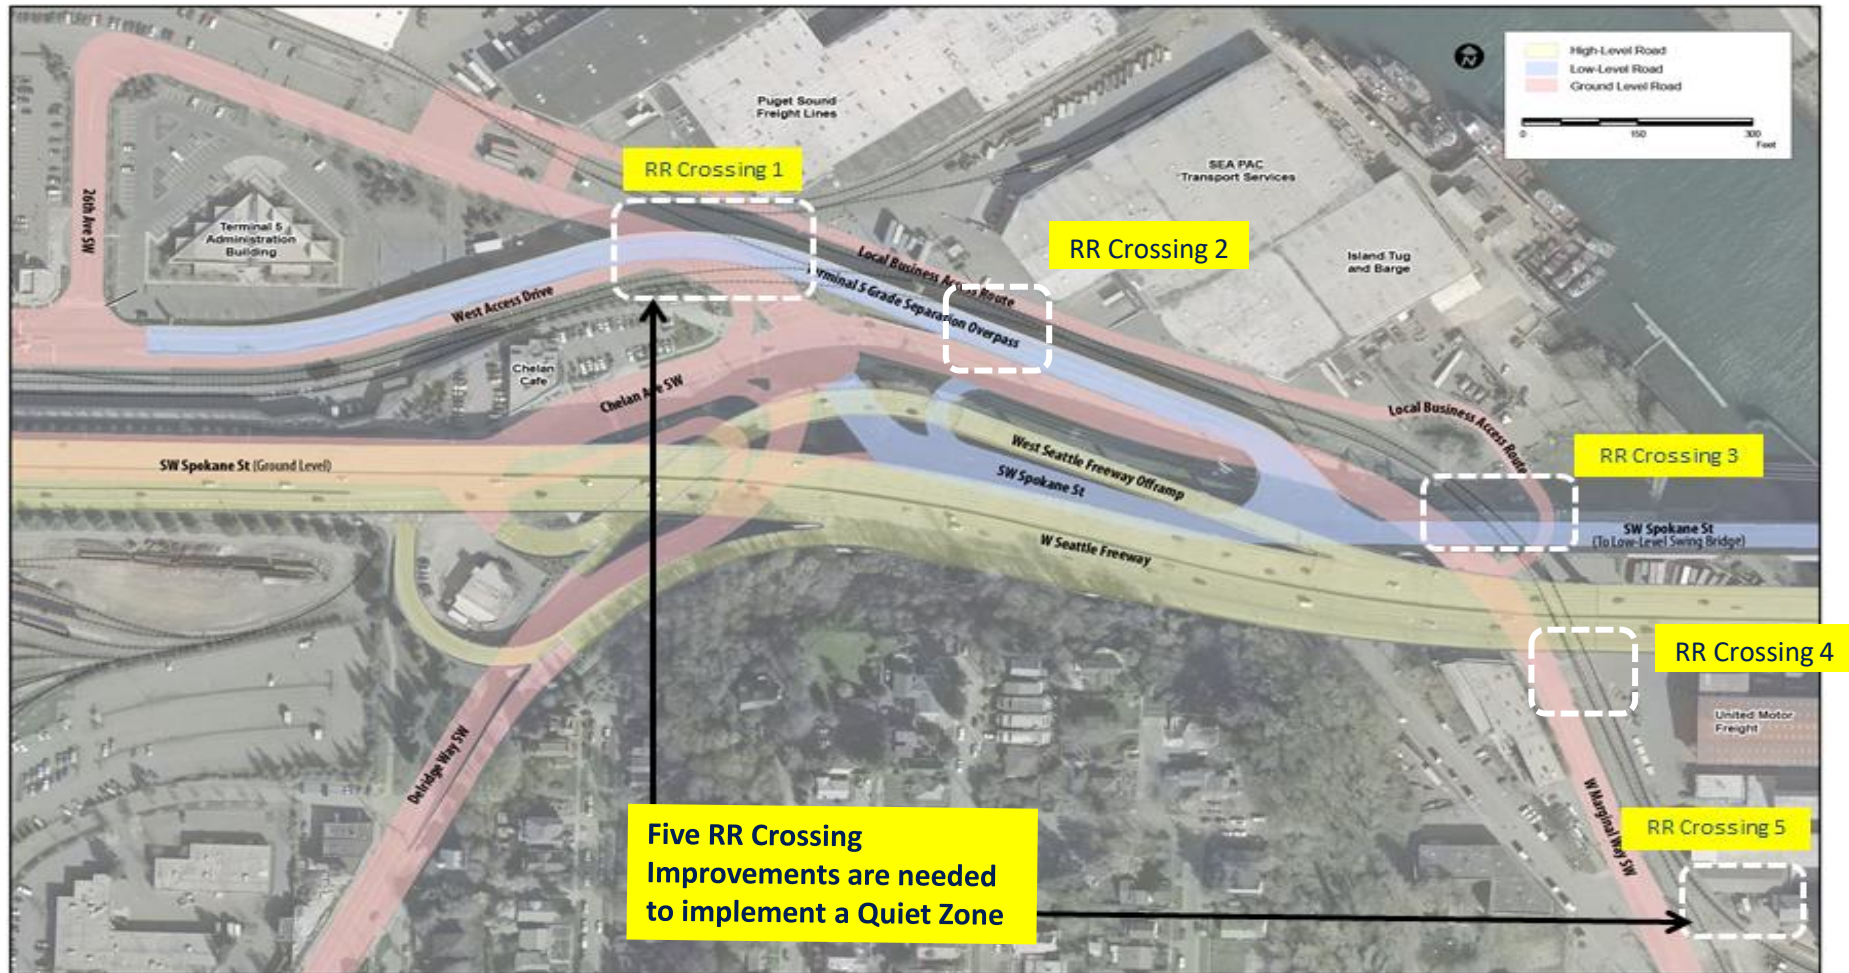 High-Level Road
Low-Level Road
Ground Level Road
0 150 300
Feet
N
Puget Sound
Freight Lines
RR Crossing 1
SEA PAC
Transport Services
26th Ave SW
Terminal 5
Administration
Building
RR Crossing 2
Island Tug
and Barge
Local Business Access Route
Terminal 5 Grade Separation Overpass
West Access Drive
Chelan
Cafe
Chelan Ave SW
Local Business Access Route
West Seattle Freeway Offramp
RR Crossing 3
SW Spokane St (Ground Level)
SW Spokane St
SW Spokane St
(To Low-Level Swing Bridge)
W Seattle Freeway
RR Crossing 4
United Motor
Freight
Delridge Way SW
W Marginal Way SW
RR Crossing 5
Five RR Crossing
Improvements are needed
to implement a Quiet Zone